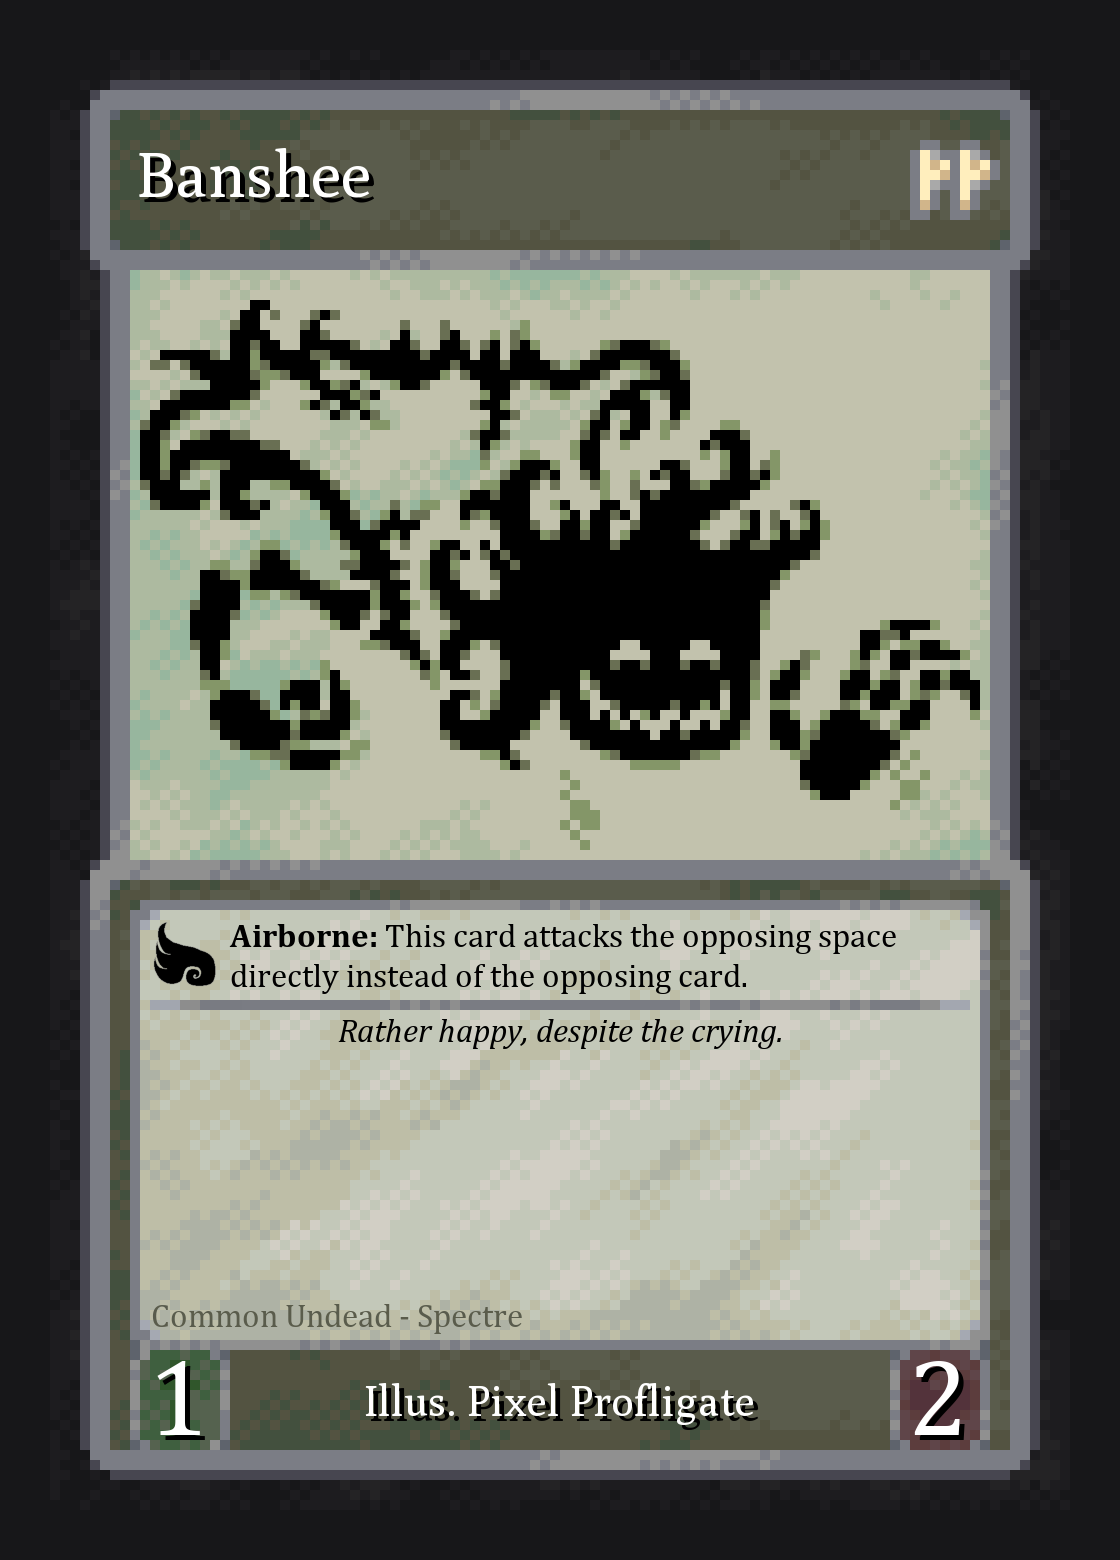 Banshee
Airborne: This card attacks the opposing space
directly instead of the opposing card.
Rather happy, despite the crying.
Common Undead - Spectre
1
Illus. Pixel Profligate
2